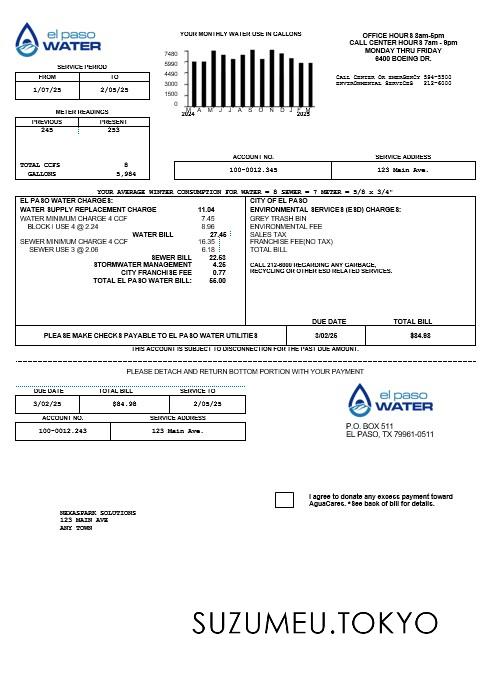 el paso
WATER
YOUR MONTHLY WATER USE IN GALLONS
OFFICE HOURS 8am-5pm
CALL CENTER HOURS 7am - 9pm
MONDAY THRU FRIDAY
6400 BOEING DR.
CALL CENTER OR EMERGENCY 594-5500
ENVIRONMENTAL SERVICES 212-6000
7480
5990
4490
3000
1500
0
M A M J J A S O N D J F M
2024 2025
SERVICE PERIOD
FROM TO
1/07/25 2/05/25
METER READINGS
PREVIOUS PRESENT
245 253
TOTAL CCFS 8
GALLONS 5,984
ACCOUNT NO. SERVICE ADDRESS
100-0012.345 123 Main Ave.
YOUR AVERAGE WINTER CONSUMPTION FOR WATER = 8 SEWER = 7 METER = 5/8 x 3/4"
EL PASO WATER CHARGES:
WATER SUPPLY REPLACEMENT CHARGE 11.04
WATER MINIMUM CHARGE 4 CCF 7.45
BLOCK I USE 4 @ 2.24 8.96
WATER BILL 27.45
SEWER MINIMUM CHARGE 4 CCF 16.35
SEWER USE 3 @ 2.06 6.18
SEWER BILL 22.53
STORMWATER MANAGEMENT 4.25
CITY FRANCHISE FEE 0.77
TOTAL EL PASO WATER BILL: 55.00
CITY OF EL PASO
ENVIRONMENTAL SERVICES (ESD) CHARGES:
GREY TRASH BIN
ENVIRONMENTAL FEE
SALES TAX
FRANCHISE FEE(NO TAX)
TOTAL BILL
CALL 212-6000 REGARDING ANY GARBAGE,
RECYCLING OR OTHER ESD RELATED SERVICES.
DUE DATE TOTAL BILL
PLEASE MAKE CHECKS PAYABLE TO EL PASO WATER UTILITIES 3/02/25 $84.98
THIS ACCOUNT IS SUBJECT TO DISCONNECTION FOR THE PAST DUE AMOUNT.
PLEASE DETACH AND RETURN BOTTOM PORTION WITH YOUR PAYMENT
DUE DATE TOTAL BILL SERVICE TO
3/02/25 $84.98 2/05/25
ACCOUNT NO. SERVICE ADDRESS
100-0012.243 123 Main Ave.
el paso
WATER
P.O. BOX 511
EL PASO, TX 79961-0511
I agree to donate any excess payment toward
AguaCares. *See back of bill for details.
NEXASPARK SOLUTIONS
123 MAIN AVE
ANY TOWN
SUZUMEU.TOKYO